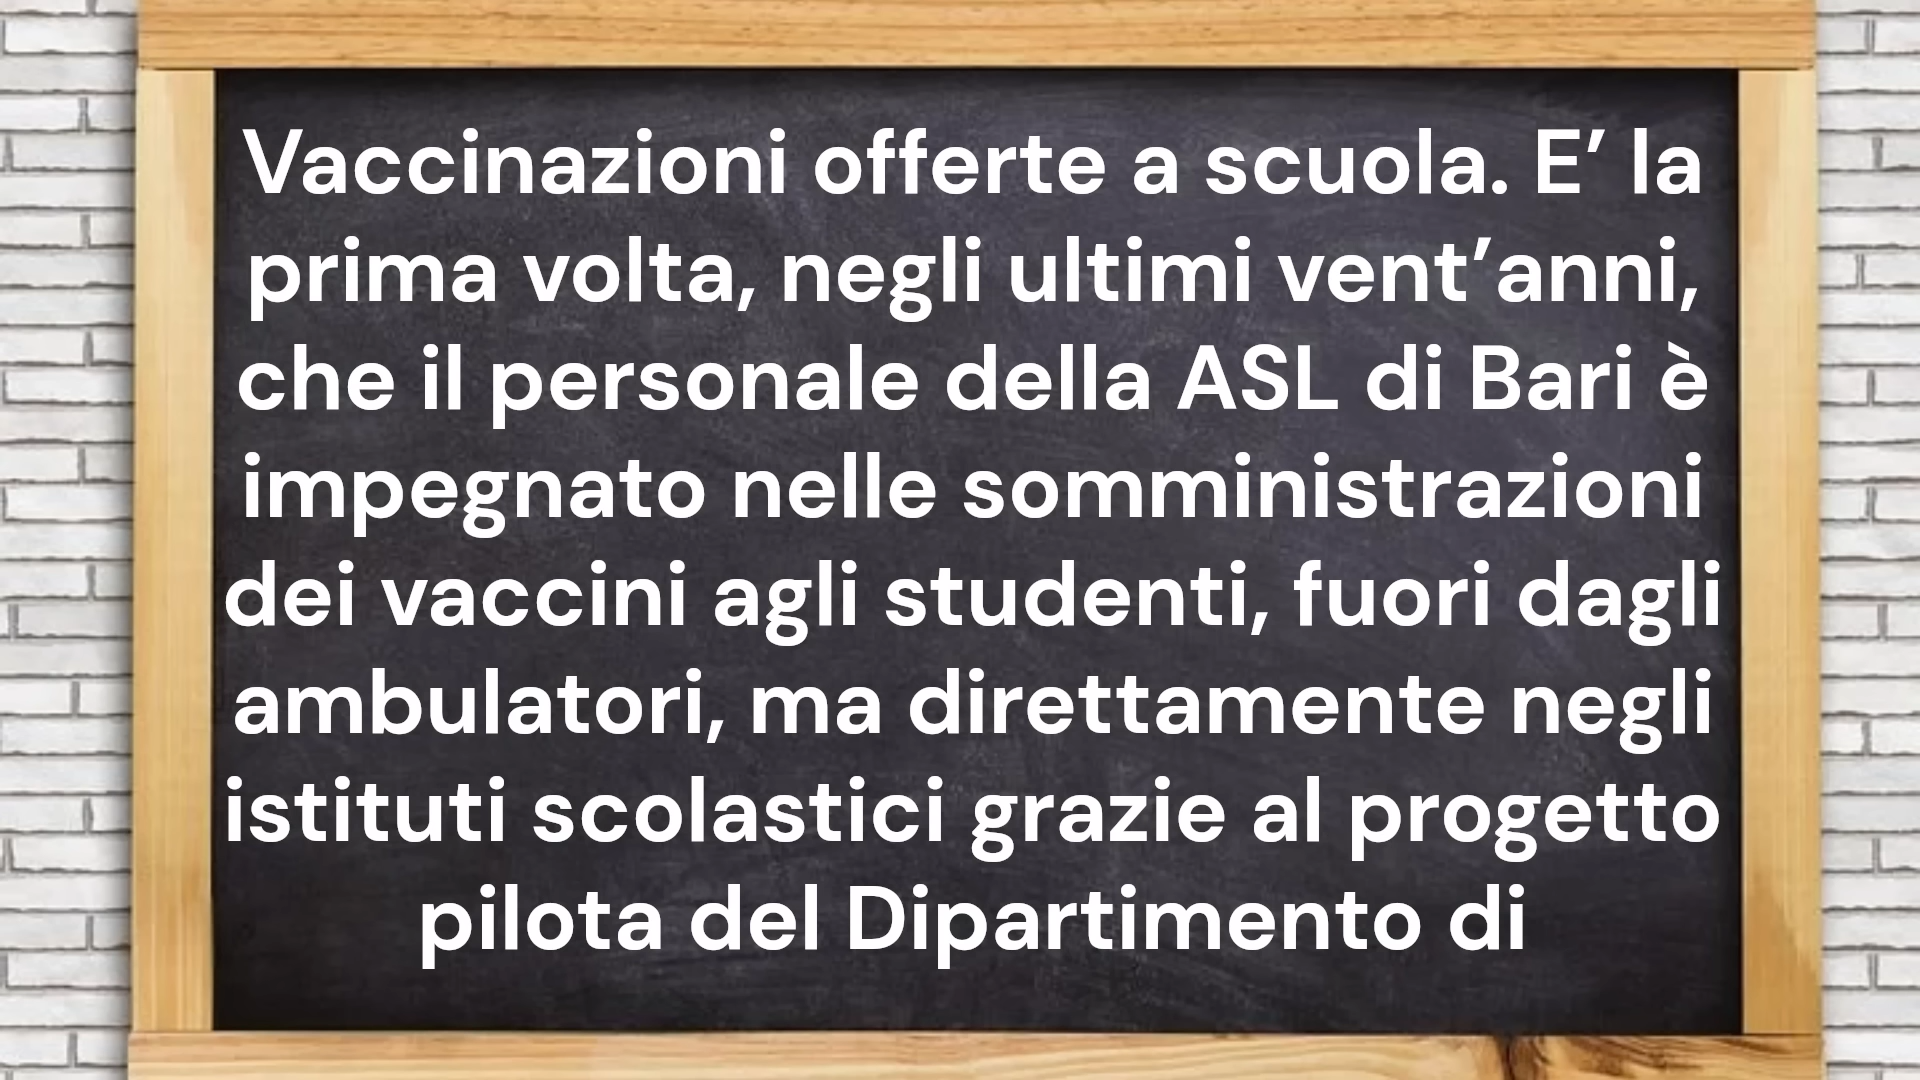 Vaccinazioni offerte a scuola. E’ la
prima volta, negli ultimi vent’anni,
che il personale della ASL di Bari è
impegnato nelle somministrazioni
dei vaccini agli studenti, fuori dagli
ambulatori, ma direttamente negli
istituti scolastici grazie al progetto
pilota del Dipartimento di